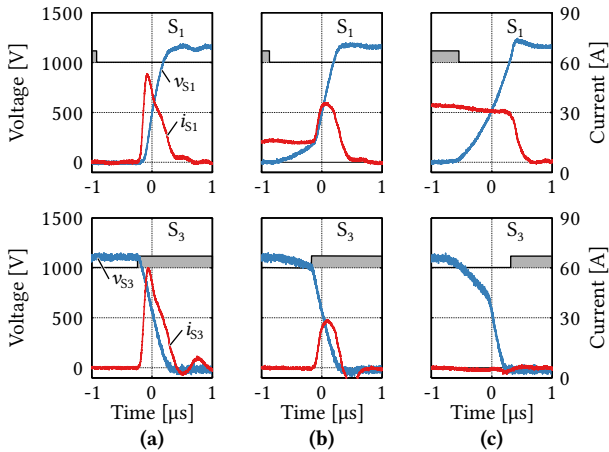 1500 S1 S1 S1 90
1000 vS1 60
500 iS1 30
0 0
Voltage [V] Current [A]
-1 0 1 -1 0 1 -1 0 1
1500 S3 S3 S3 90
1000 vS3 60
500 iS3 30
0 0
Voltage [V] Current [A]
-1 0 1 -1 0 1 -1 0 1
Time [μs] Time [μs] Time [μs]
(a) (b) (c)